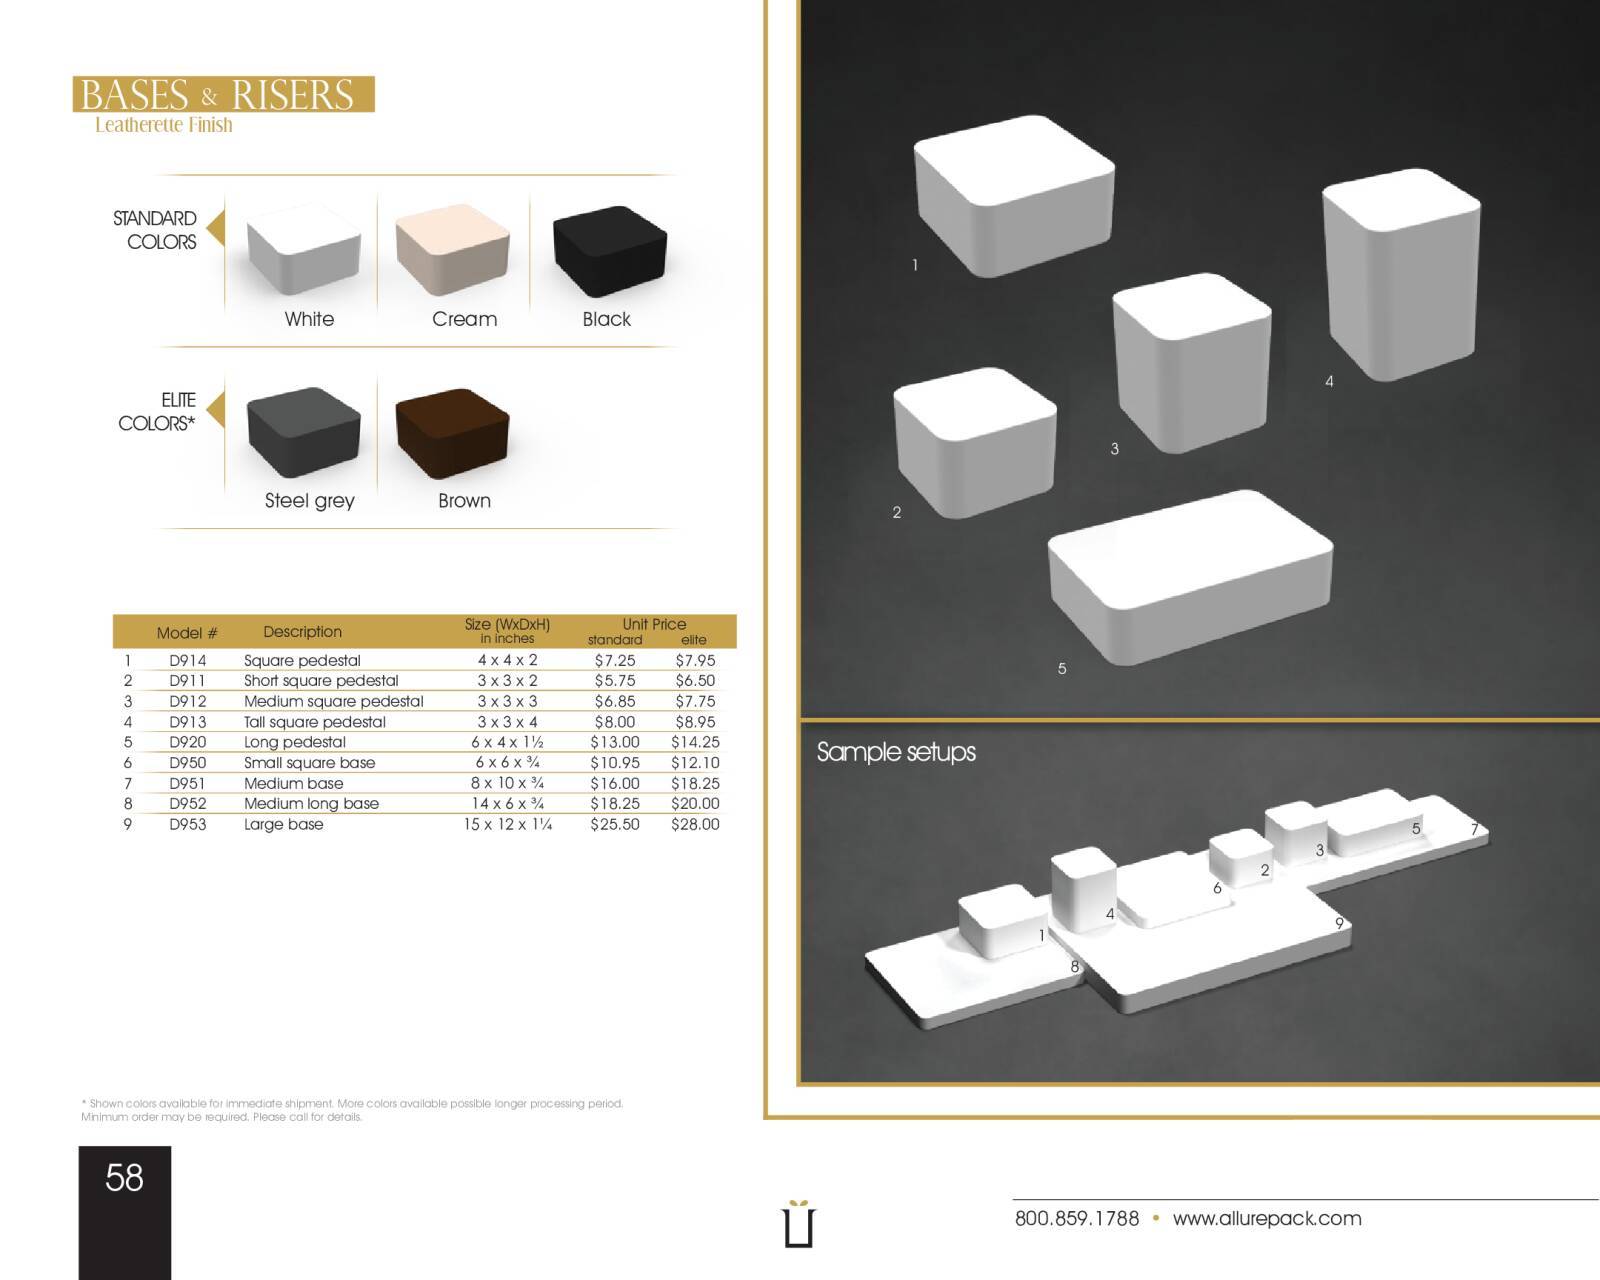 BASES & RISERS
Leatherette Finish
STANDARD
COLORS
White
Cream
Black
ELITE
COLORS*
Steel grey
Brown
Model # Description Size (WxDxH) in inches Unit Price standard elite
1 D914 Square pedestal 4 x 4 x 2 $7.25 $7.95
2 D911 Short square pedestal 3 x 3 x 2 $5.75 $6.50
3 D912 Medium square pedestal 3 x 3 x 3 $6.85 $7.75
4 D913 Tall square pedestal 3 x 3 x 4 $8.00 $8.95
5 D920 Long pedestal 6 x 4 x 1½ $13.00 $14.25
6 D950 Small square base 6 x 6 x ¾ $10.95 $12.10
7 D951 Medium base 8 x 10 x ¾ $16.00 $18.25
8 D952 Medium long base 14 x 6 x ¾ $18.25 $20.00
9 D953 Large base 15 x 12 x 1¼ $25.50 $28.00
* Shown colors available for immediate shipment. More colors available possible longer processing period.
Minimum order may be required. Please call for details.
58
1
4
3
2
5
Sample setups
5
7
3
2
6
4
9
1
8
800.859.1788 • www.allurepack.com